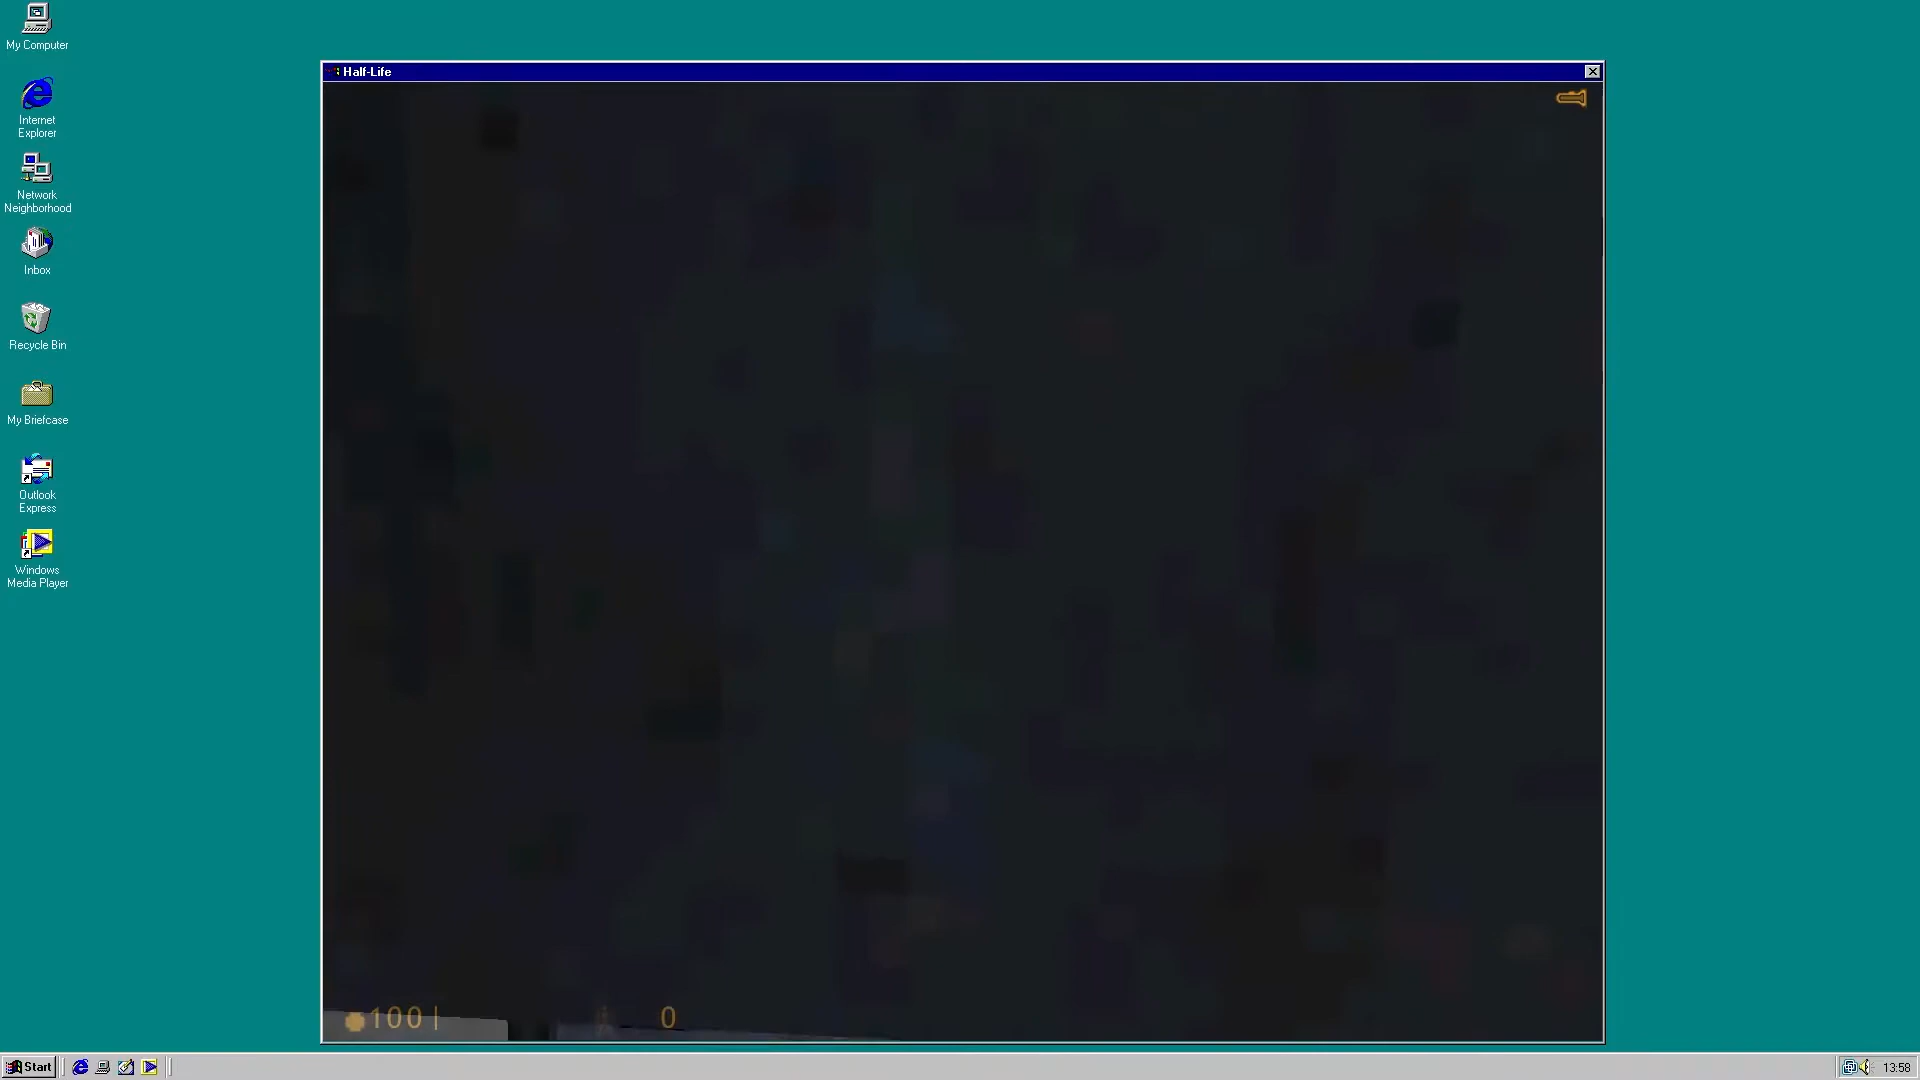 My Computer
Half-Life
Internet
Explorer
Network
Neighborhood
Inbox
Recycle Bin
My Briefcase
Outlook
Express
Windows
Media Player
100
0
Start
13:58